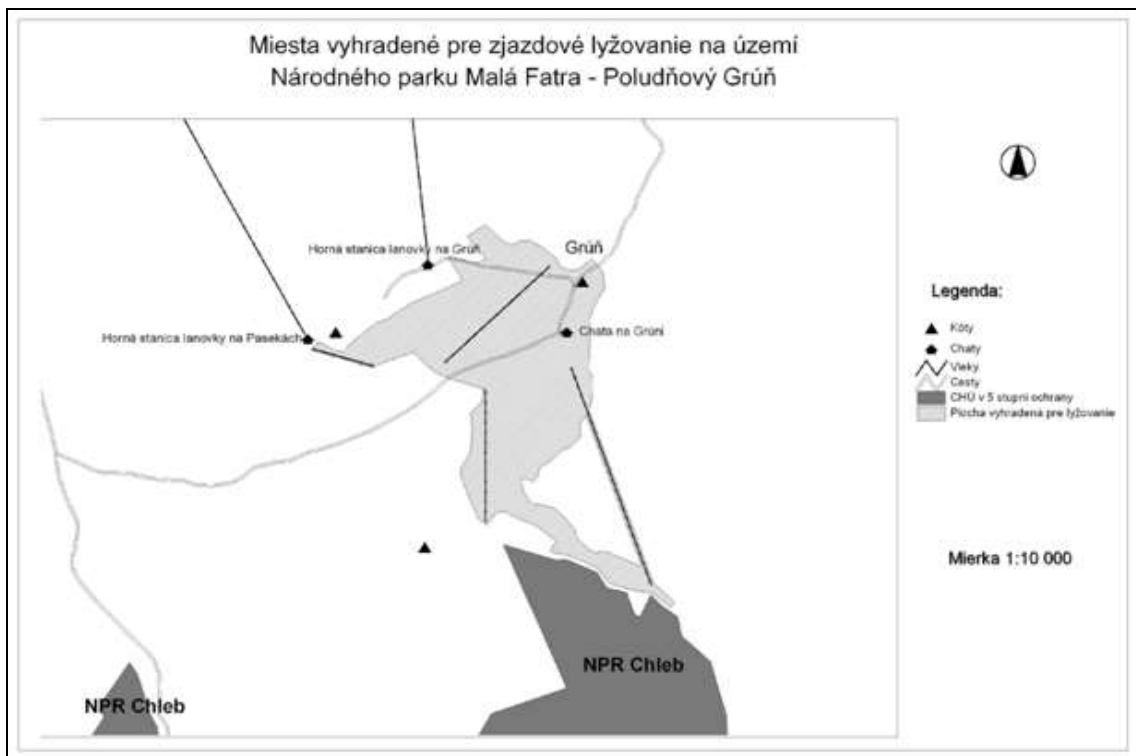 Miesta vyhradené pre zjazdové lyžovanie na území
Národného parku Malá Fatra - Poludňový Grúň
Horná stanica lanovky na Grúň
Grúň
Horná stanica lanovky na Pasekách
Chata na Grúni
Legenda:
Kóty
Chaty
Vleky
Cesty
CHÚ v 5 stupni ochrany
Plocha vyhradená pre lyžovanie
Mierka 1:10 000
NPR Chleb
NPR Chleb